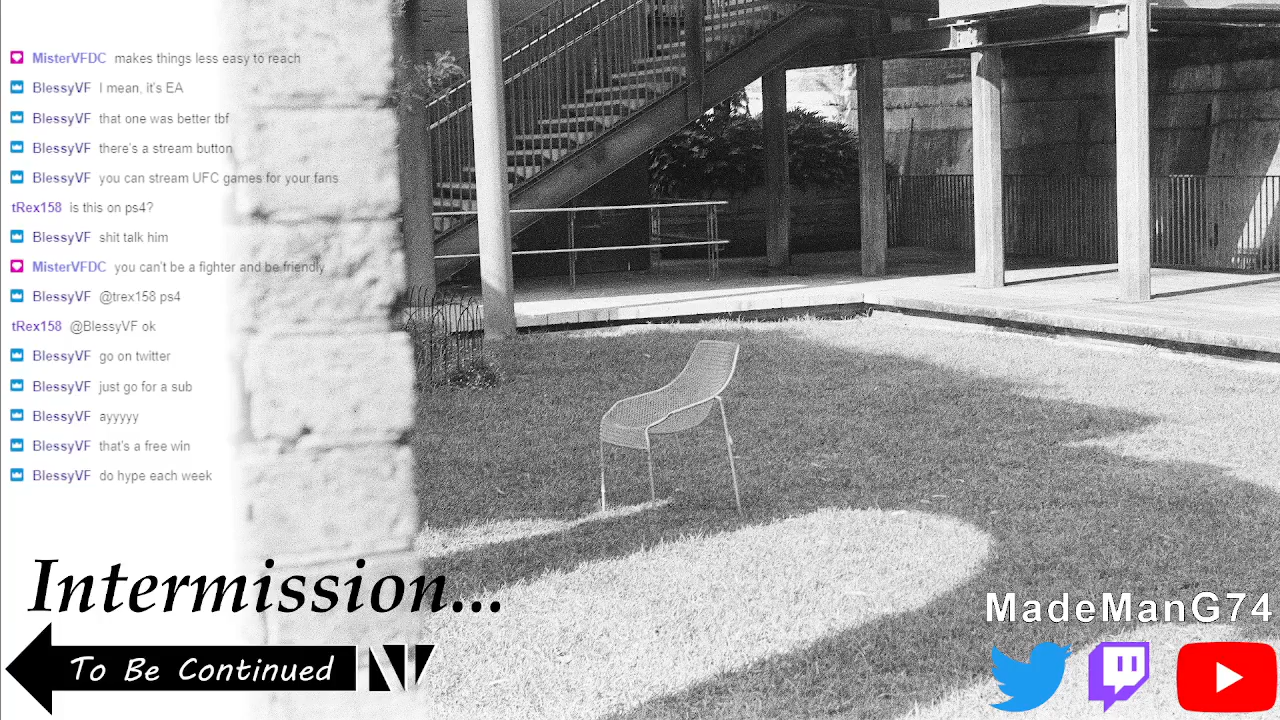 MisterVFDC makes things less easy to reach
BlessyVF I mean, it's EA
BlessyVF that one was better tbf
BlessyVF there's a stream button
BlessyVF you can stream UFC games for your fans
tRex158 is this on ps4?
BlessyVF shit talk him
MisterVFDC you can't be a fighter and be friendly
BlessyVF @trex158 ps4
tRex158 @BlessyVF ok
BlessyVF go on twitter
BlessyVF just go for a sub
BlessyVF ayyyyy
BlessyVF that's a free win
BlessyVF do hype each week
Intermission...
To Be Continued
MadeManG74